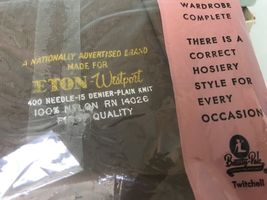 A NATIONALLY ADVERTISED BRAND
MADE FOR
ETON Westport
400 NEEDLE-15 DENIER-PLAIN KNIT
100% NYLON RN 14026
FIRST QUALITY
WARDROBE
COMPLETE
THERE IS A
CORRECT
HOSIERY
STYLE FOR
EVERY
OCCASION
Twitchell